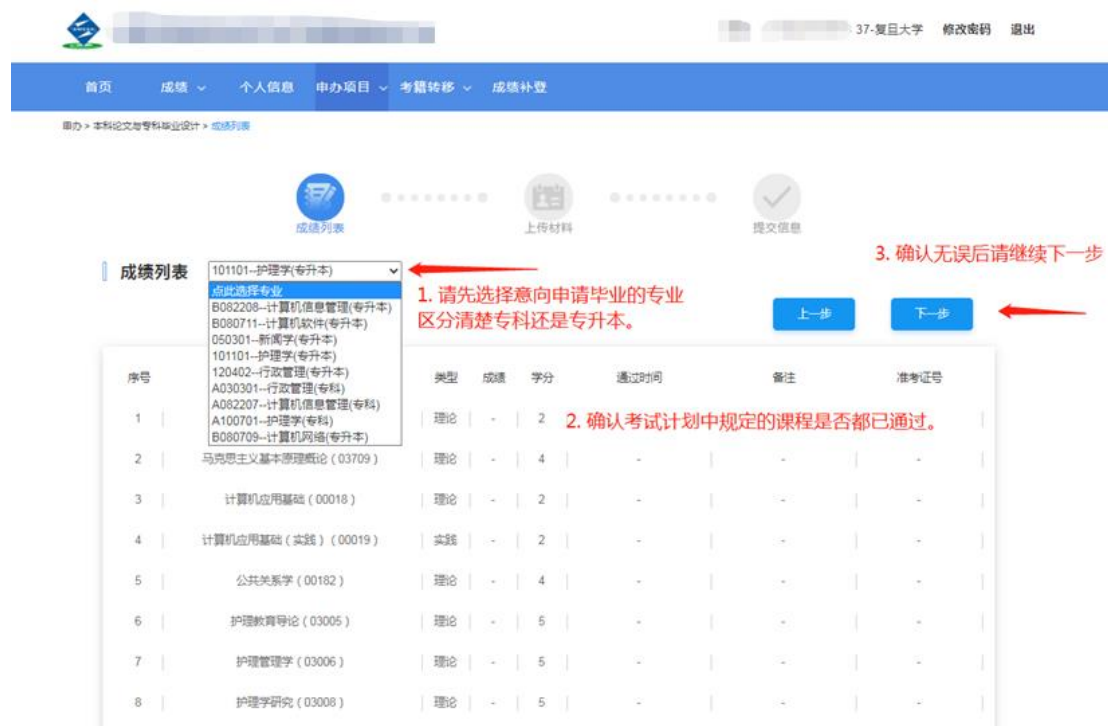 37-复旦大学 修改密码 退出
首页 成绩 个人信息 申办项目 考籍转移 成绩补登
申办 > 本科论文与专科毕业设计 > 成绩列表
成绩列表 上传材料 提交信息
3. 确认无误后请继续下一步
成绩列表 101101--护理学(专升本)
点此选择专业
B082208--计算机信息管理(专升本)
B080711--计算机软件(专升本)
050301--新闻学(专升本)
101101--护理学(专升本)
120402--行政管理(专升本)
A030301--行政管理(专科)
A082207--计算机信息管理(专科)
A100701--护理学(专科)
B080709--计算机网络(专升本)
1. 请先选择意向申请毕业的专业
区分清楚专科还是专升本。
上一步 下一步
序号 类型 成绩 学分 通过时间 备注 准考证号
1 理论 - 2
2. 确认考试计划中规定的课程是否都已通过。
2 马克思主义基本原理概论 ( 03709 ) 理论 - 4 - - -
3 计算机应用基础 ( 00018 ) 理论 - 2 - - -
4 计算机应用基础 ( 实践 ) ( 00019 ) 实践 - 2 - - -
5 公共关系学 ( 00182 ) 理论 - 4 - - -
6 护理教育导论 ( 03005 ) 理论 - 5 - - -
7 护理管理学 ( 03006 ) 理论 - 5 - - -
8 护理学研究 ( 03008 ) 理论 - 5 - - -